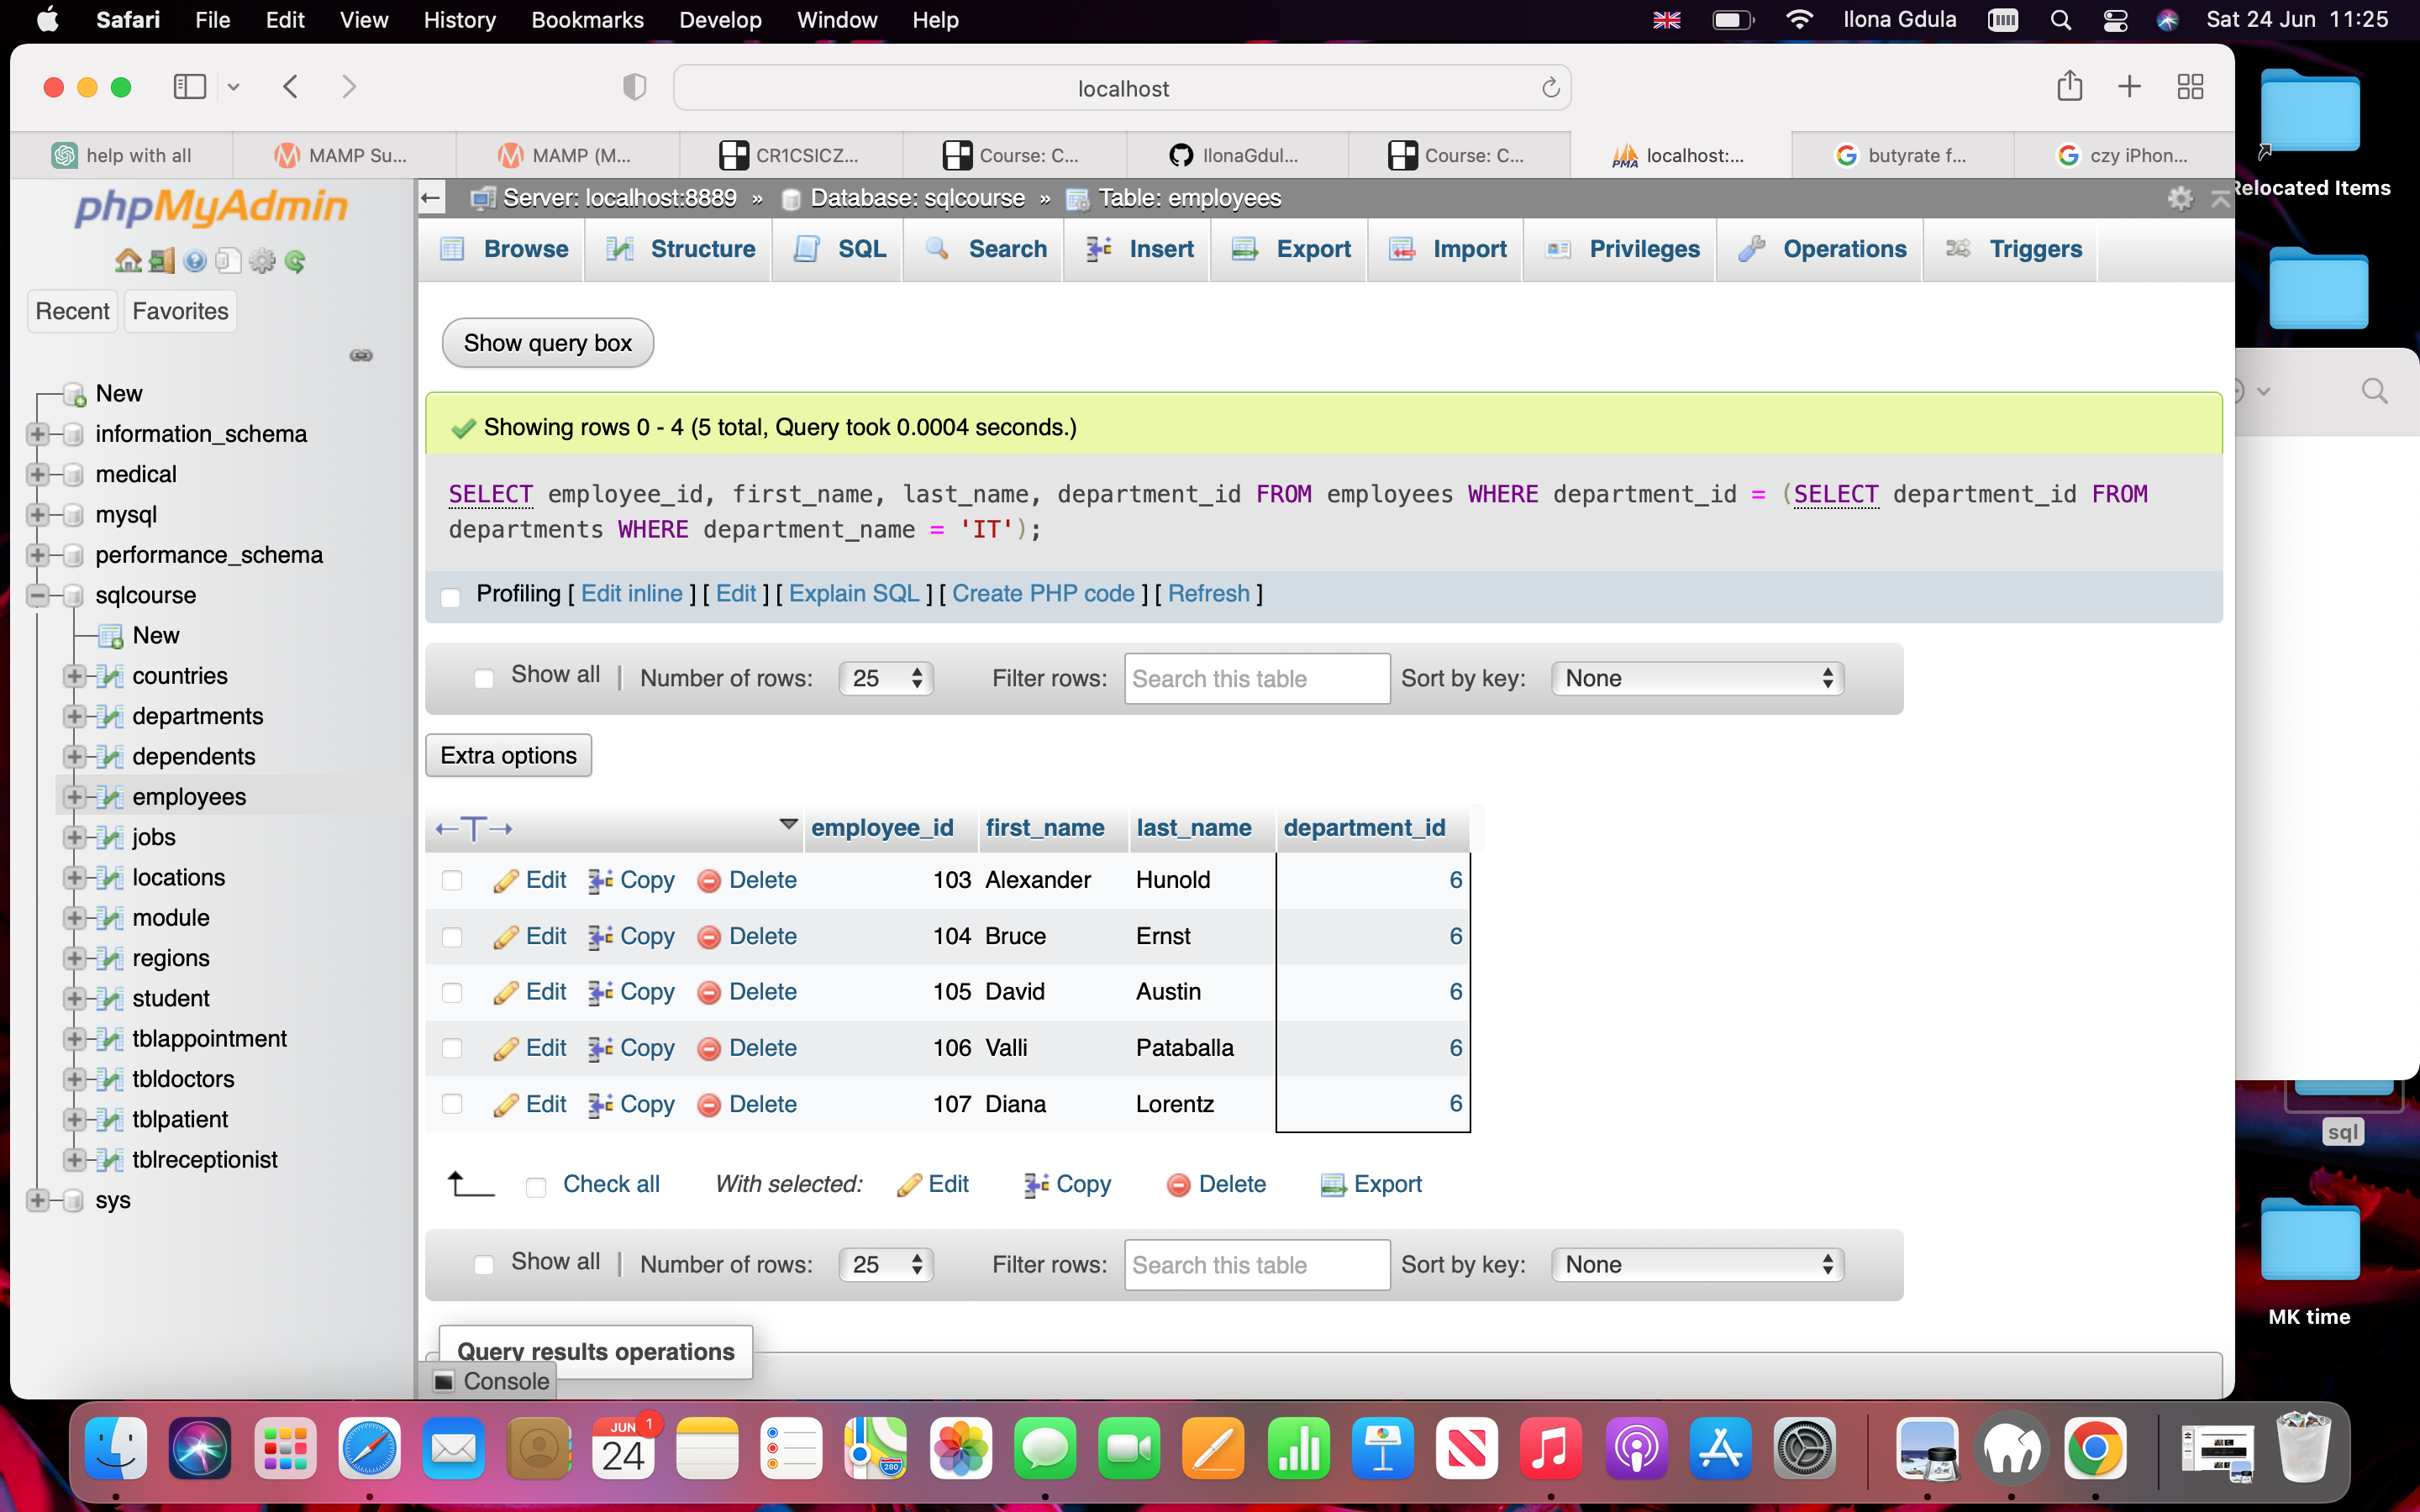 Safari File Edit View History Bookmarks Develop Window Help Ilona Gdula Sat 24 Jun 11:25
localhost
help with all MAMP Su... MAMP (M... CR1CSICZ... Course: C... IlonaGdul... Course: C... PMA localhost:... butyrate f... czy iPhon...
phpMyAdmin
Recent Favorites
New
information_schema
medical
mysql
performance_schema
sqlcourse
New
countries
departments
dependents
employees
jobs
locations
module
regions
student
tblappointment
tbldoctors
tblpatient
tblreceptionist
sys
Server: localhost:8889 » Database: sqlcourse » Table: employees
Browse Structure SQL Search Insert Export Import Privileges Operations Triggers
Show query box
Showing rows 0 - 4 (5 total, Query took 0.0004 seconds.)
SELECT employee_id, first_name, last_name, department_id FROM employees WHERE department_id = (SELECT department_id FROM
departments WHERE department_name = 'IT');
Profiling [ Edit inline ] [ Edit ] [ Explain SQL ] [ Create PHP code ] [ Refresh ]
Show all | Number of rows: 25 Filter rows: Search this table Sort by key: None
Extra options
←T→ employee_id first_name last_name department_id
Edit Copy Delete 103 Alexander Hunold 6
Edit Copy Delete 104 Bruce Ernst 6
Edit Copy Delete 105 David Austin 6
Edit Copy Delete 106 Valli Pataballa 6
Edit Copy Delete 107 Diana Lorentz 6
Check all With selected: Edit Copy Delete Export
Show all | Number of rows: 25 Filter rows: Search this table Sort by key: None
Query results operations
Console
Relocated Items
sql
MK time
JUN 1
24
280